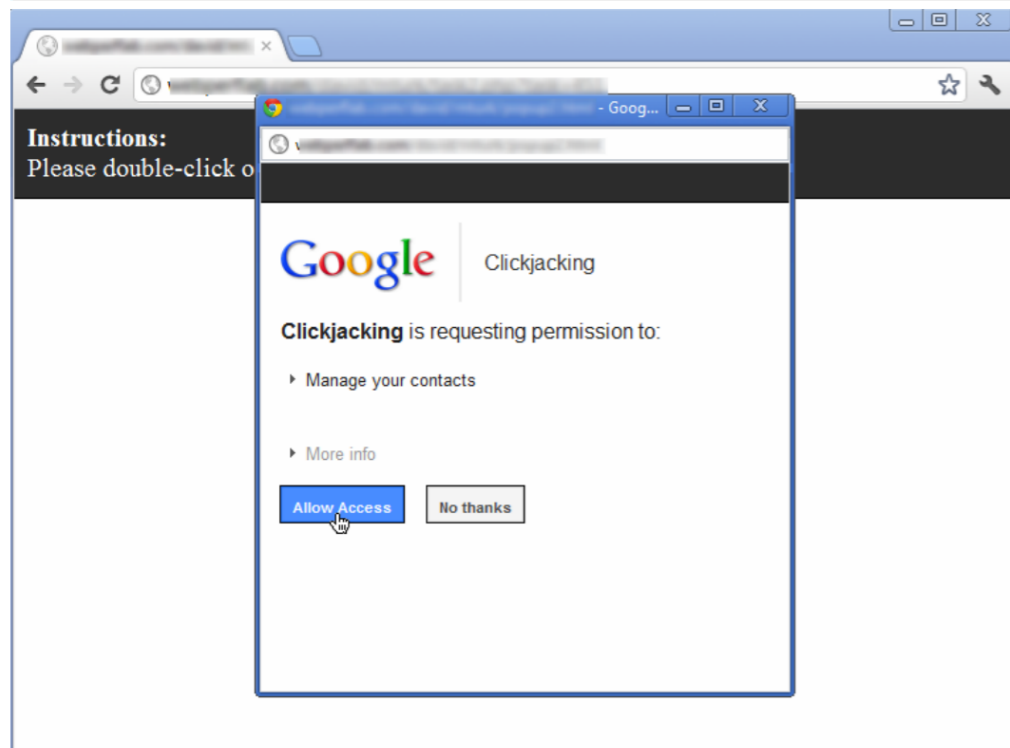 - Goog...
Instructions:
Please double-click o
Google
Clickjacking
Clickjacking is requesting permission to:
Manage your contacts
More info
Allow Access
No thanks